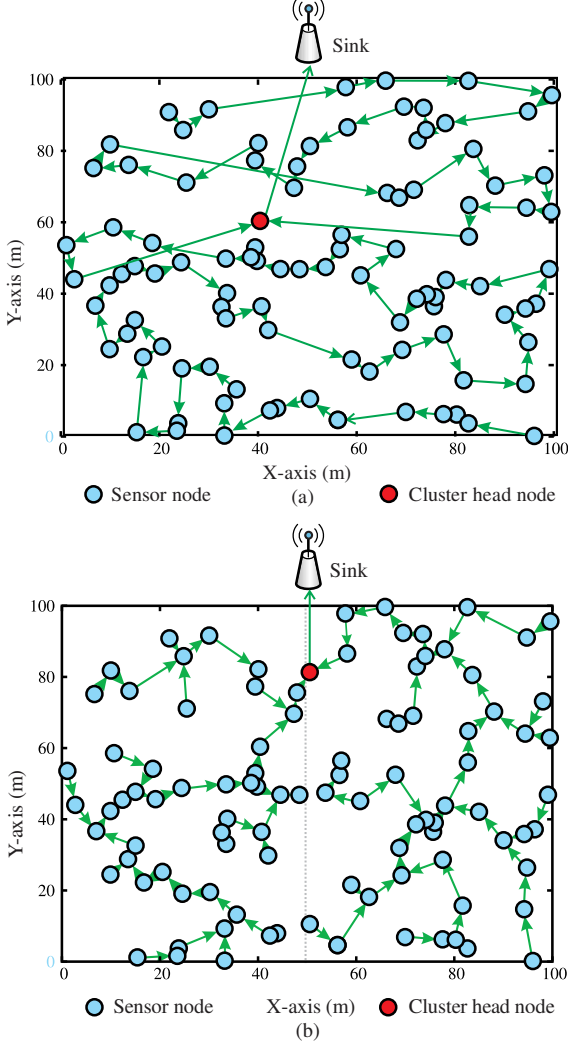 Sink
100
80
60
40
20
0
Y-axis (m)
0 20 40 60 80 100
X-axis (m)
Sensor node Cluster head node
(a)
Sink
100
80
60
40
20
0
Y-axis (m)
0 20 40 60 80 100
Sensor node X-axis (m) Cluster head node
(b)